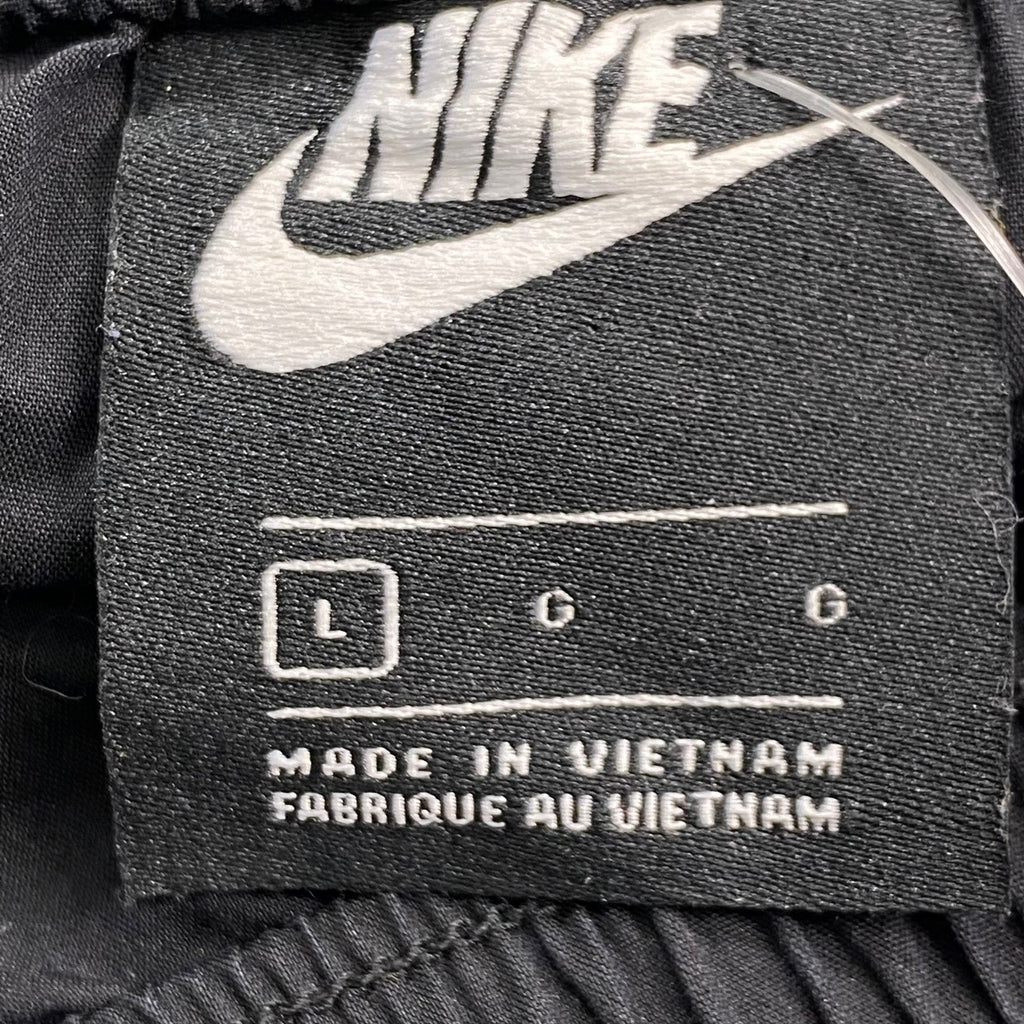 NIKE
L G G
MADE IN VIETNAM
FABRIQUE AU VIETNAM